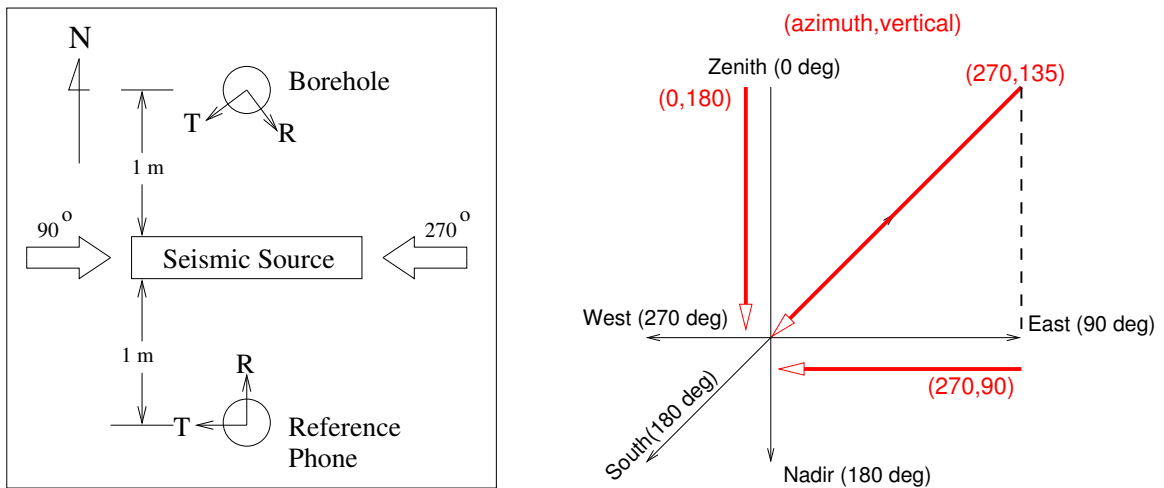 N
Borehole
T
R
1 m
90°
Seismic Source
270°
1 m
R
T
Reference
Phone
(azimuth,vertical)
Zenith (0 deg)
(270,135)
(0,180)
West (270 deg)
East (90 deg)
(270,90)
South(180 deg)
Nadir (180 deg)